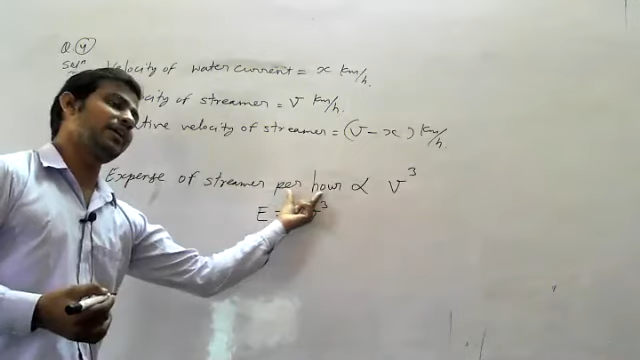 Q. 4
Solⁿ Velocity of water current = x Km/h.
city of streamer = V Km/h.
tive velocity of streamer = (V - x) Km/h.
Expense of streamer per hour ∝ V³
E = ³